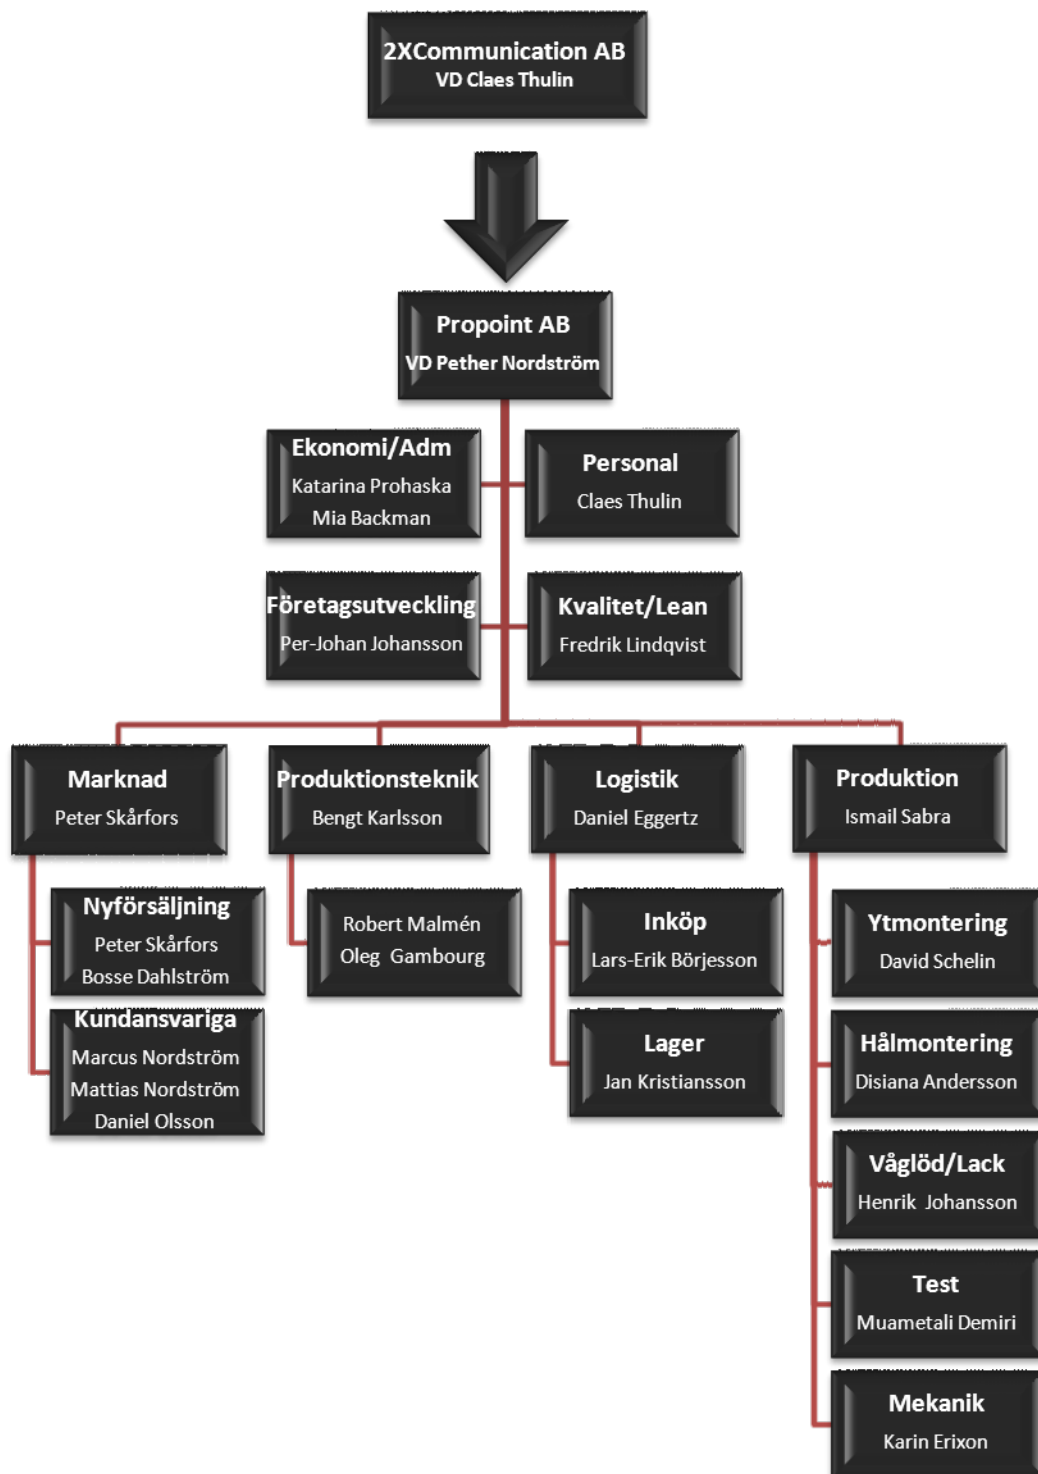 2XCommunication AB
VD Claes Thulin
Propoint AB
VD Pether Nordström
Ekonomi/Adm
Katarina Prohaska
Mia Backman
Personal
Claes Thulin
Företagsutveckling
Per-Johan Johansson
Kvalitet/Lean
Fredrik Lindqvist
Marknad
Peter Skårfors
Nyförsäljning
Peter Skårfors
Bosse Dahlström
Kundansvariga
Marcus Nordström
Mattias Nordström
Daniel Olsson
Produktionsteknik
Bengt Karlsson
Robert Malmén
Oleg Gambourg
Logistik
Daniel Eggertz
Inköp
Lars-Erik Börjesson
Lager
Jan Kristiansson
Produktion
Ismail Sabra
Ytmontering
David Schelin
Hålmontering
Disiana Andersson
Våglöd/Lack
Henrik Johansson
Test
Muametali Demiri
Mekanik
Karin Erixon